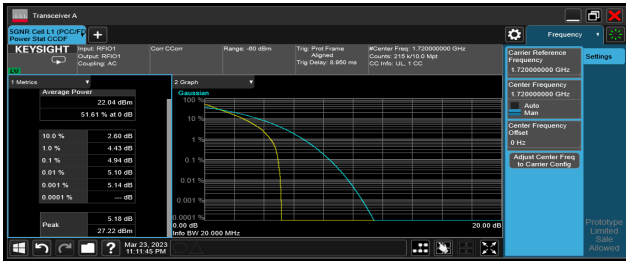 Transceiver A
5GNR Cell L1 (PCC/FP
Power Stat CCDF
Frequency
KEYSIGHT
Input: RFIO1
Output: RFIO1
Coupling: AC
Corr CCorr
Range: -60 dBm
Trig: Prot Frame
Aligned
Trig Delay: 8.950 ms
#Center Freq: 1.720000000 GHz
Counts: 215 k/10.0 Mpt
CC Info: UL, 1 CC
1 Metrics
Average Power
22.04 dBm
51.61 % at 0 dB
10.0 % 2.60 dB
1.0 % 4.43 dB
0.1 % 4.94 dB
0.01 % 5.10 dB
0.001 % 5.14 dB
0.0001 % --- dB
Peak
5.18 dB
27.22 dBm
2 Graph
Gaussian
100 %
10 %
1 %
0.1 %
0.01 %
0.001 %
0.0001 %
0.00 dB
20.00 dB
Info BW 20.000 MHz
Carrier Reference
Frequency
1.720000000 GHz
Center Frequency
1.720000000 GHz
Auto
Man
Center Frequency
Offset
0 Hz
Adjust Center Freq
to Carrier Config
Settings
Prototype
Limited
Sale
Allowed
Mar 23, 2023
11:11:45 PM